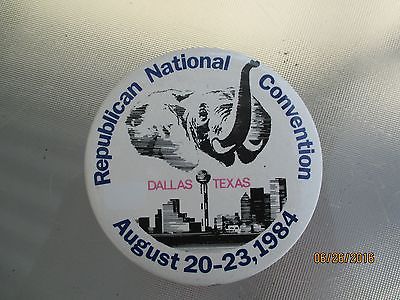 Republican National Convention
DALLAS TEXAS
August 20-23, 1984
06/26/2016